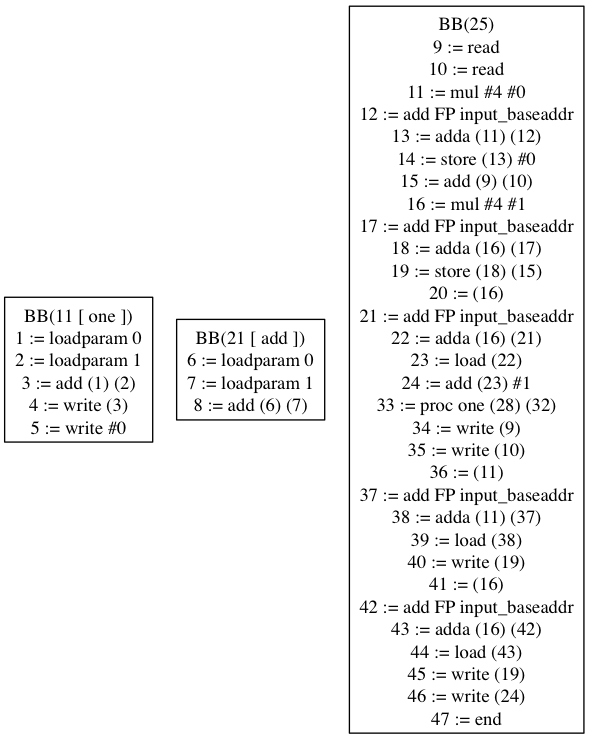 BB(11 [ one ])
1 := loadparam 0
2 := loadparam 1
3 := add (1) (2)
4 := write (3)
5 := write #0
BB(21 [ add ])
6 := loadparam 0
7 := loadparam 1
8 := add (6) (7)
BB(25)
9 := read
10 := read
11 := mul #4 #0
12 := add FP input_baseaddr
13 := adda (11) (12)
14 := store (13) #0
15 := add (9) (10)
16 := mul #4 #1
17 := add FP input_baseaddr
18 := adda (16) (17)
19 := store (18) (15)
20 := (16)
21 := add FP input_baseaddr
22 := adda (16) (21)
23 := load (22)
24 := add (23) #1
33 := proc one (28) (32)
34 := write (9)
35 := write (10)
36 := (11)
37 := add FP input_baseaddr
38 := adda (11) (37)
39 := load (38)
40 := write (19)
41 := (16)
42 := add FP input_baseaddr
43 := adda (16) (42)
44 := load (43)
45 := write (19)
46 := write (24)
47 := end